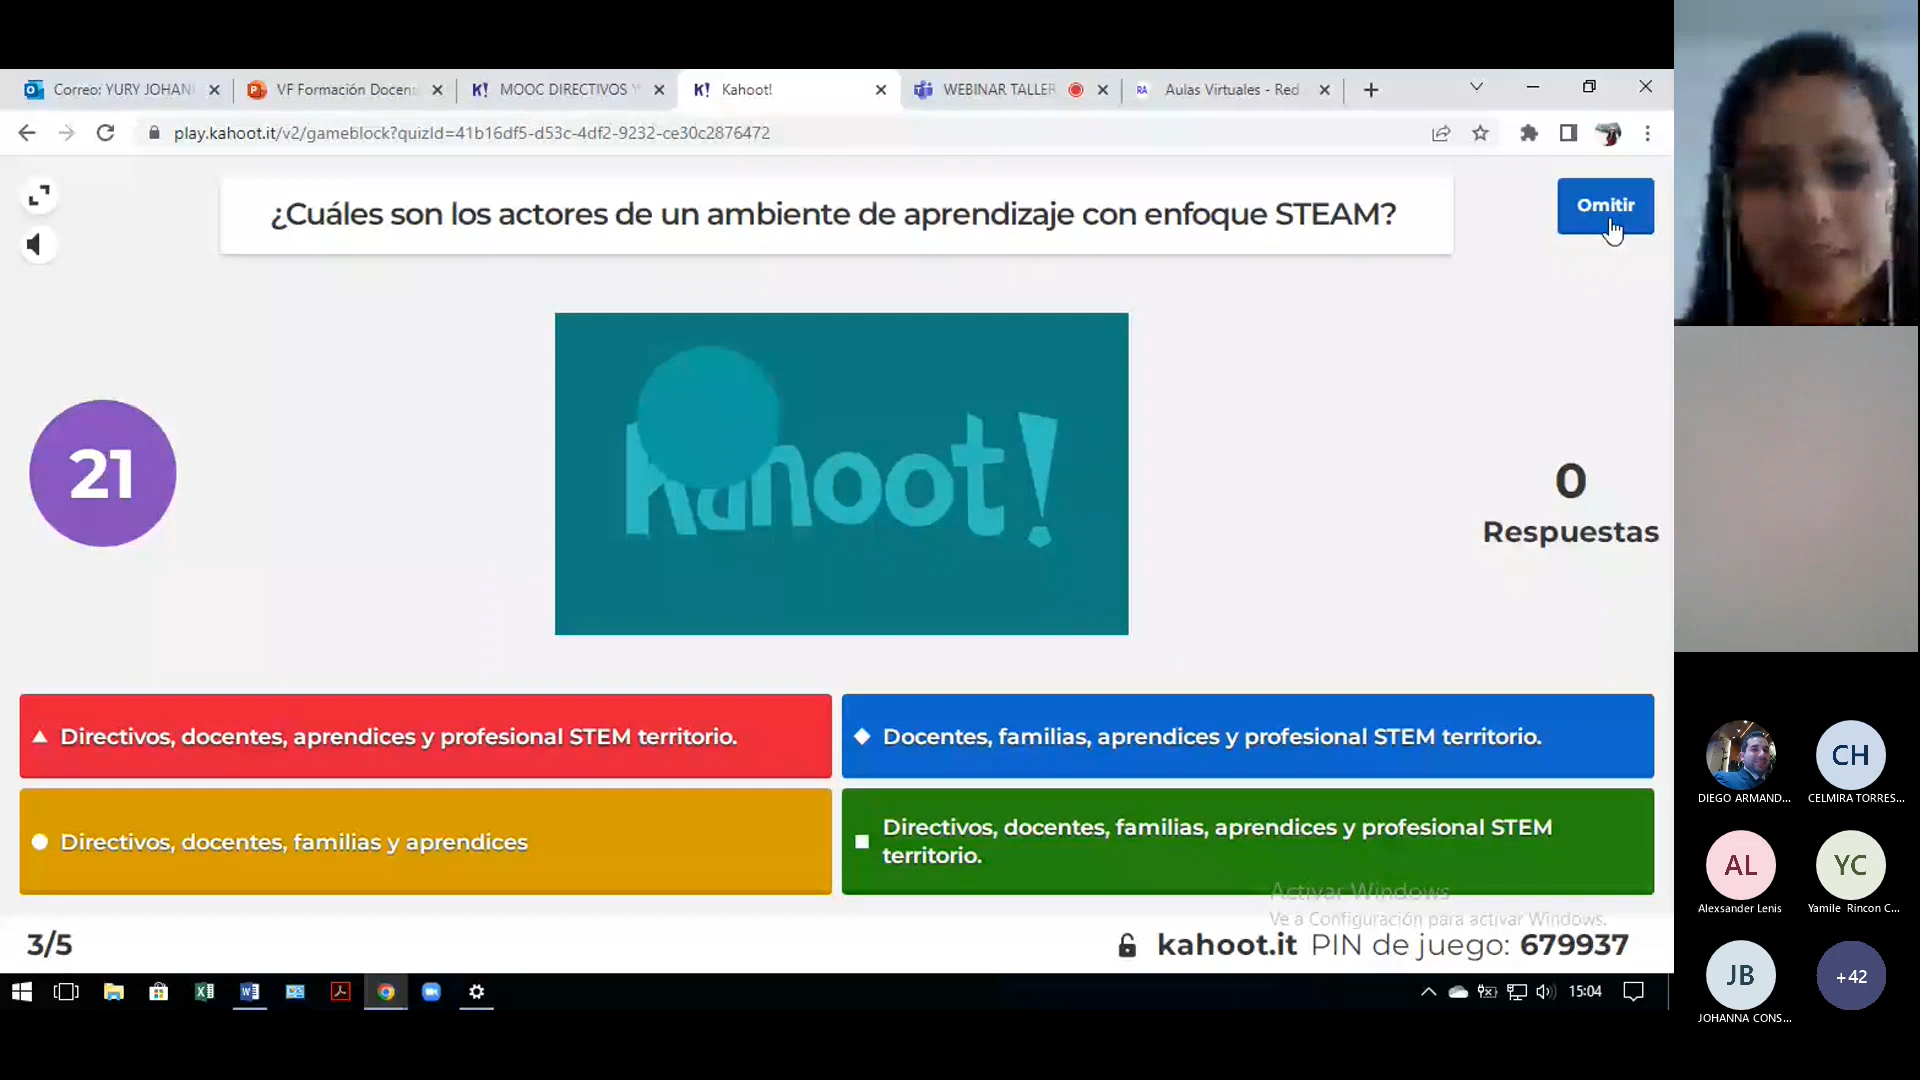 Correo: YURY JOHAN
VF Formación Docen
MOOC DIRECTIVOS Y
Kahoot!
WEBINAR TALLER
Aulas Virtuales - Red
play.kahoot.it/v2/gameblock?quizId=41b16df5-d53c-4df2-9232-ce30c2876472
¿Cuáles son los actores de un ambiente de aprendizaje con enfoque STEAM?
Omitir
21
Kahoot!
0
Respuestas
Directivos, docentes, aprendices y profesional STEM territorio.
Docentes, familias, aprendices y profesional STEM territorio.
Directivos, docentes, familias y aprendices
Directivos, docentes, familias, aprendices y profesional STEM
territorio.
Activar Windows
Ve a Configuración para activar Windows.
3/5
kahoot.it PIN de juego: 679937
15:04
DIEGO ARMAND...
CH
CELMIRA TORRES...
AL
Alexsander Lenis
YC
Yamile Rincon C...
JB
JOHANNA CONS...
+42